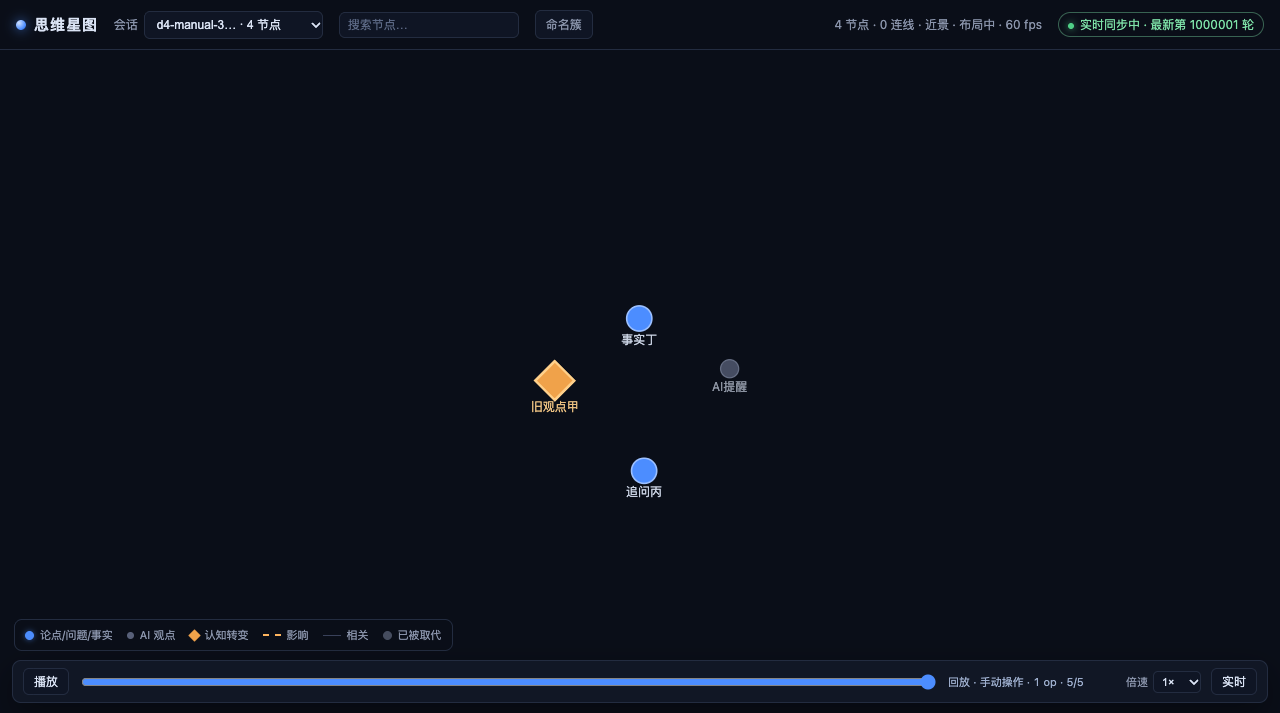 思维星图 会话 d4-manual-3… · 4 节点 搜索节点… 命名簇 4 节点 · 0 连线 · 近景 · 布局中 · 60 fps 实时同步中 · 最新第 1000001 轮
事实丁
AI提醒
旧观点甲
追问丙
论点/问题/事实 AI 观点 认知转变 影响 相关 已被取代
播放 回放 · 手动操作 · 1 op · 5/5 倍速 1× 实时